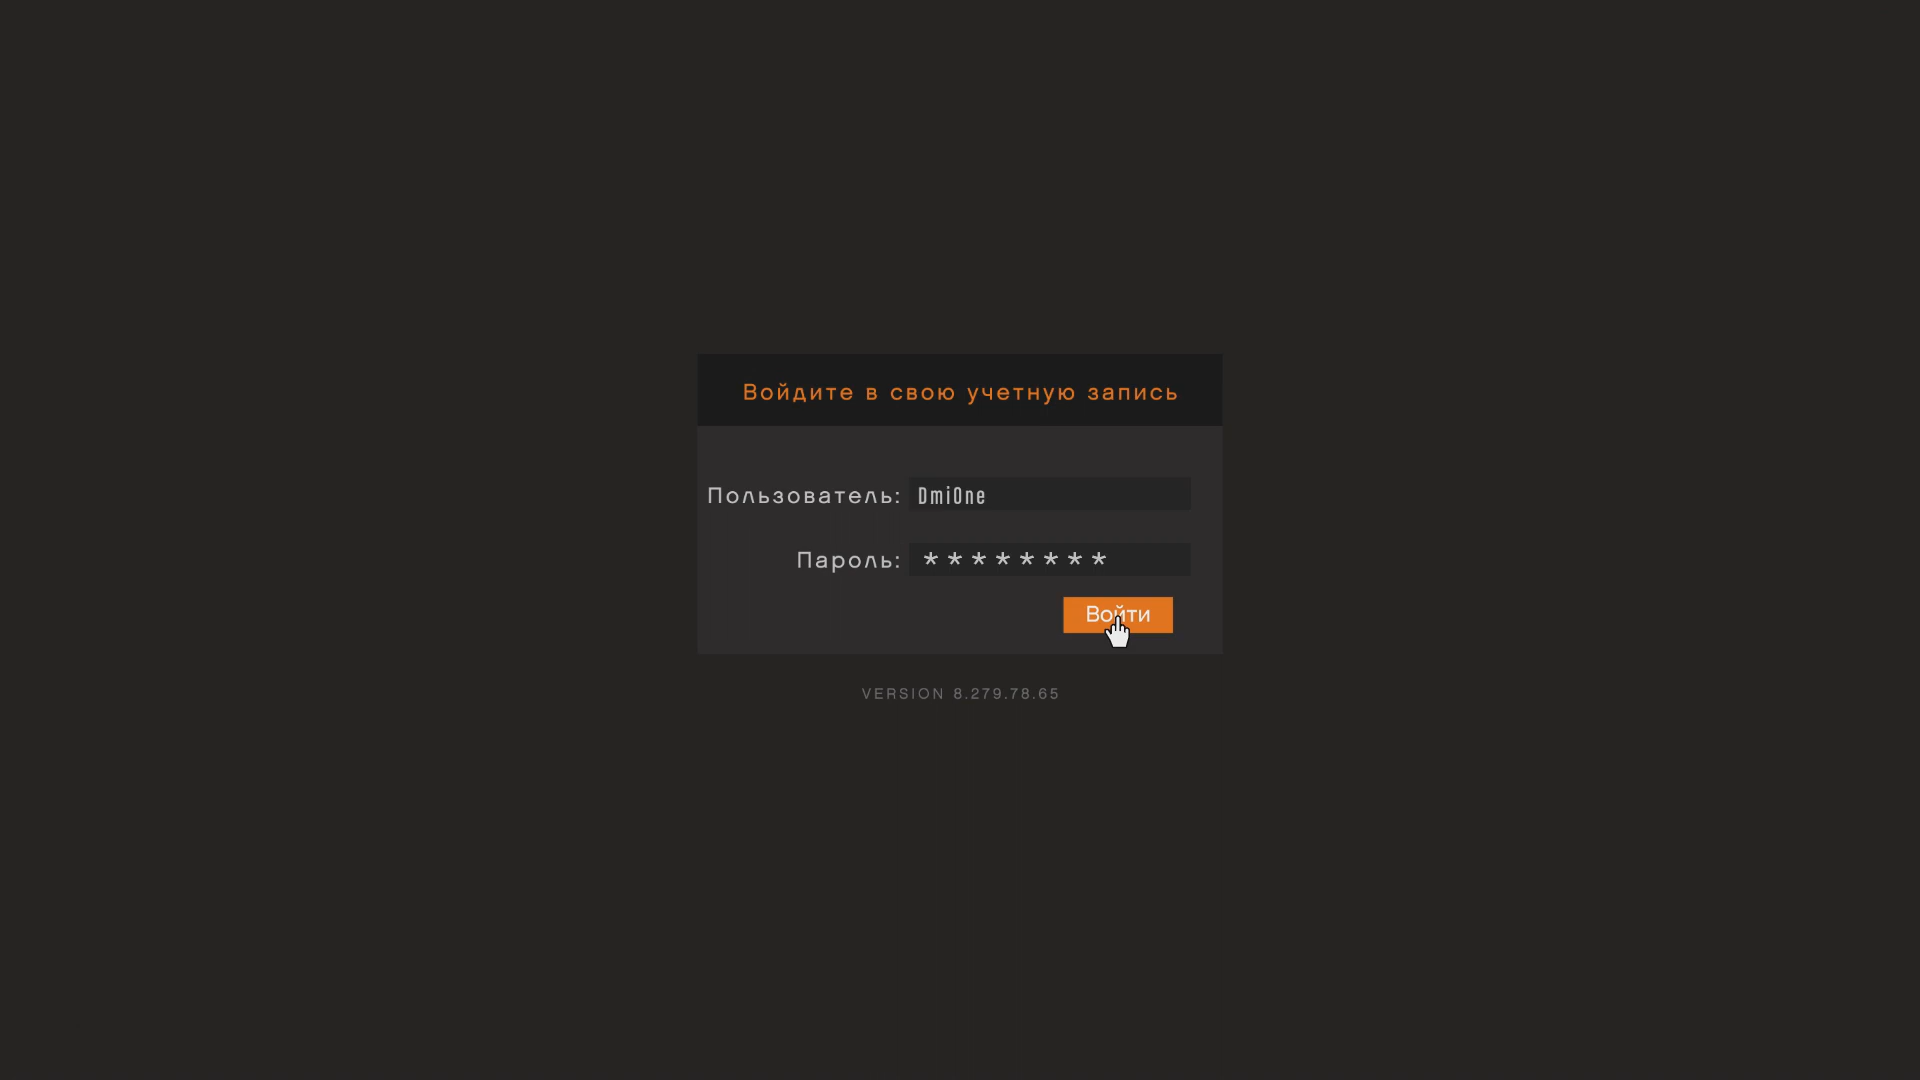 Войдите в свою учетную запись
Пользователь: DmiOne
Пароль: ********
Войти
VERSION 8.279.78.65